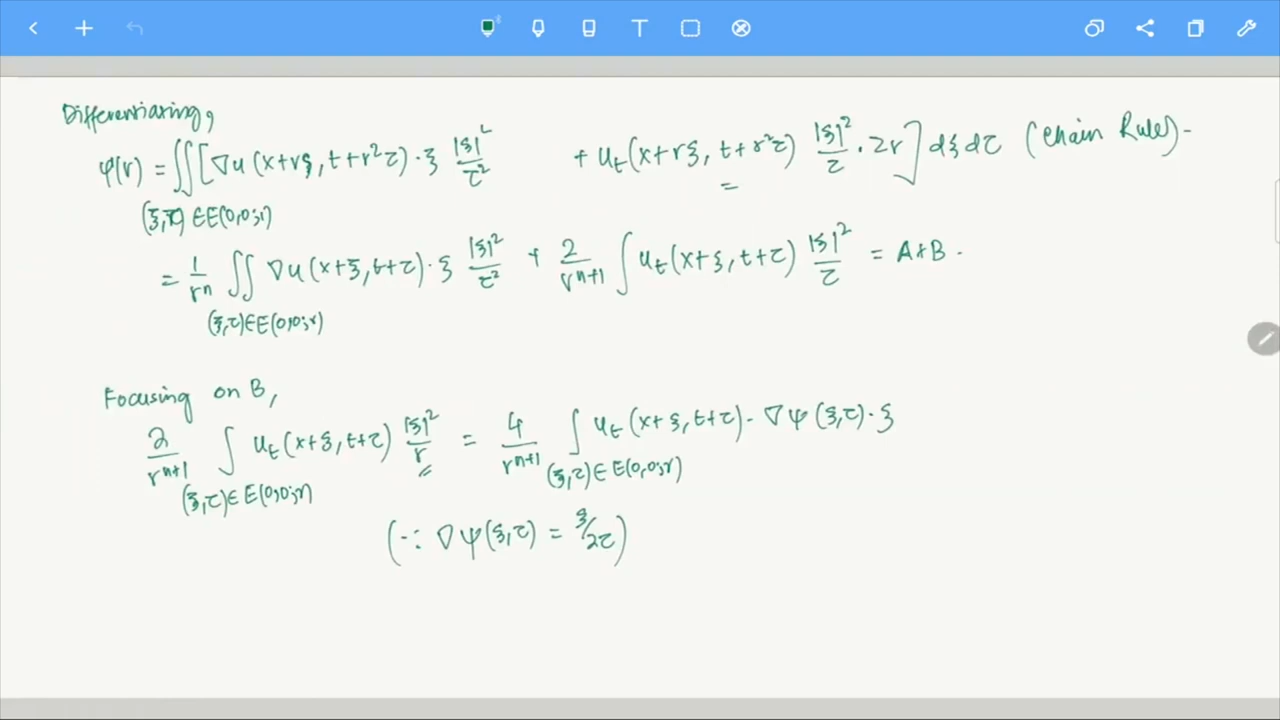 Differentiating,
φ(r) = ∬ [∇u (x+rξ, t+r²τ) · ξ |ξ|²/τ² + u_t (x+rξ, t+r²τ) |ξ|²/τ · 2r] dξ dτ (Chain Rule).
(ξ,τ) ∈ E(0,0;1)
= 1/rⁿ ∬ ∇u (x+ξ, t+τ) · ξ |ξ|²/τ² + 2/rⁿ⁺¹ ∫ u_t (x+ξ, t+τ) |ξ|²/τ = A+B.
(ξ,τ) ∈ E(0,0;r)
Focusing on B,
2/rⁿ⁺¹ ∫ u_t (x+ξ, t+τ) |ξ|²/r = 4/rⁿ⁺¹ ∫ u_t (x+ξ, t+τ) · ∇ψ (ξ,τ) · ξ
(ξ,τ) ∈ E(0,0;r) (ξ,τ) ∈ E(0,0;r)
(∵ ∇ψ(ξ,τ) = ξ/2τ)